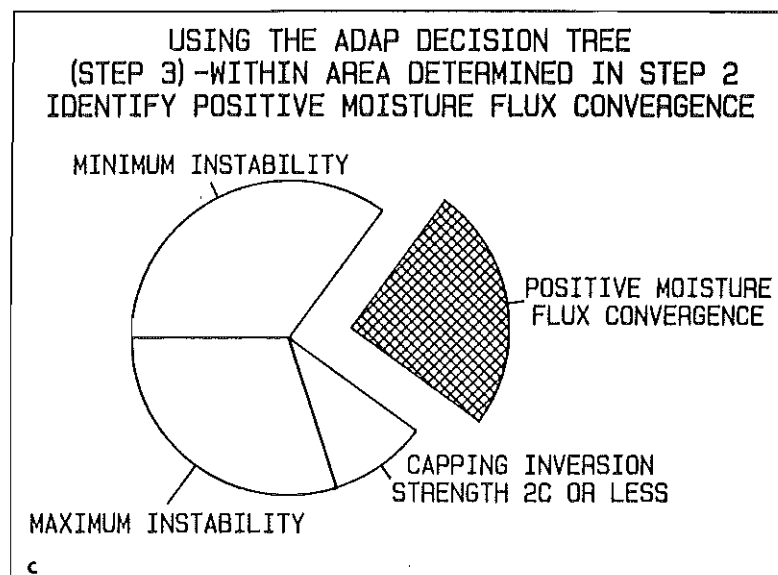 USING THE ADAP DECISION TREE
(STEP 3)-WITHIN AREA DETERMINED IN STEP 2
IDENTIFY POSITIVE MOISTURE FLUX CONVERGENCE
MINIMUM INSTABILITY
POSITIVE MOISTURE
FLUX CONVERGENCE
CAPPING INVERSION
STRENGTH 2C OR LESS
MAXIMUM INSTABILITY
C